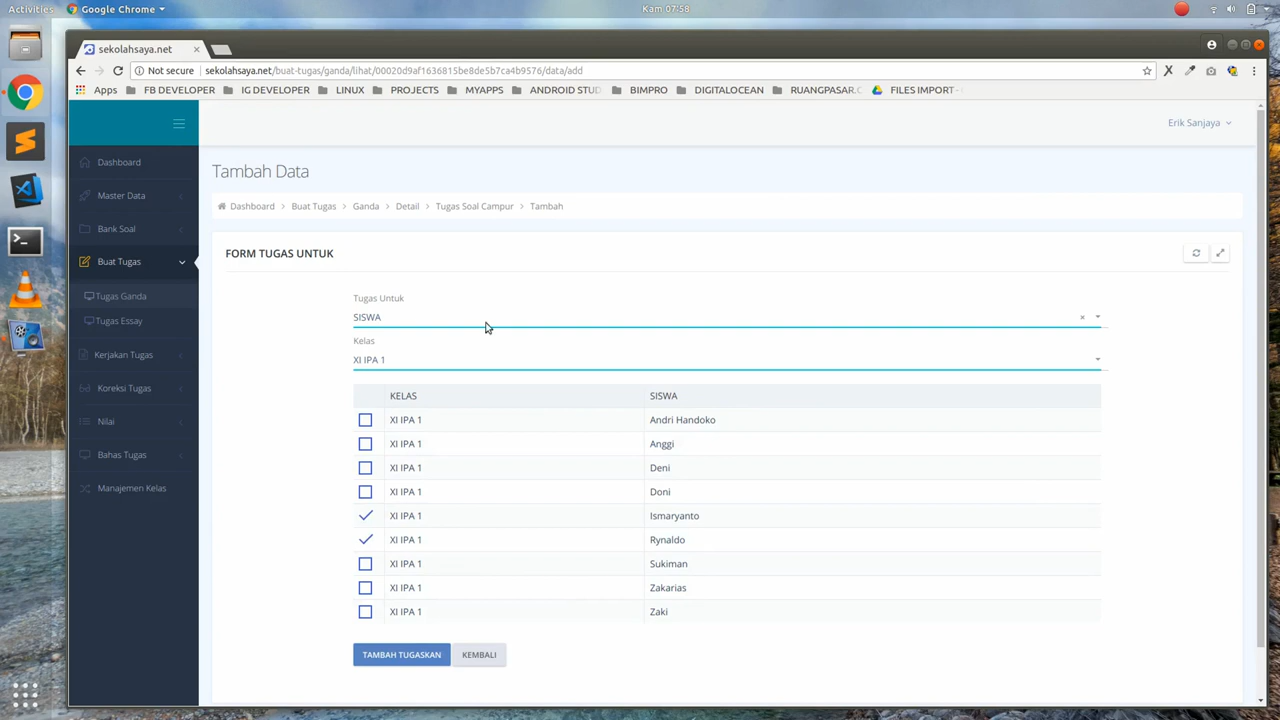 Activities Google Chrome Kam 07:58
sekolahsaya.net
Not secure sekolahsaya.net/buat-tugas/ganda/lihat/00020d9af1636815be8de5b7ca4b9576/data/add
Apps FB DEVELOPER IG DEVELOPER LINUX PROJECTS MYAPPS ANDROID STUD BIMPRO DIGITALOCEAN RUANGPASAR.C FILES IMPORT -
Erik Sanjaya
Dashboard
Master Data
Bank Soal
Buat Tugas
Tugas Ganda
Tugas Essay
Kerjakan Tugas
Koreksi Tugas
Nilai
Bahas Tugas
Manajemen Kelas
Tambah Data
Dashboard > Buat Tugas > Ganda > Detail > Tugas Soal Campur > Tambah
FORM TUGAS UNTUK
Tugas Untuk
SISWA ×
Kelas
XI IPA 1
KELAS SISWA
XI IPA 1 Andri Handoko
XI IPA 1 Anggi
XI IPA 1 Deni
XI IPA 1 Doni
XI IPA 1 Ismaryanto
XI IPA 1 Rynaldo
XI IPA 1 Sukiman
XI IPA 1 Zakarias
XI IPA 1 Zaki
TAMBAH TUGASKAN KEMBALI